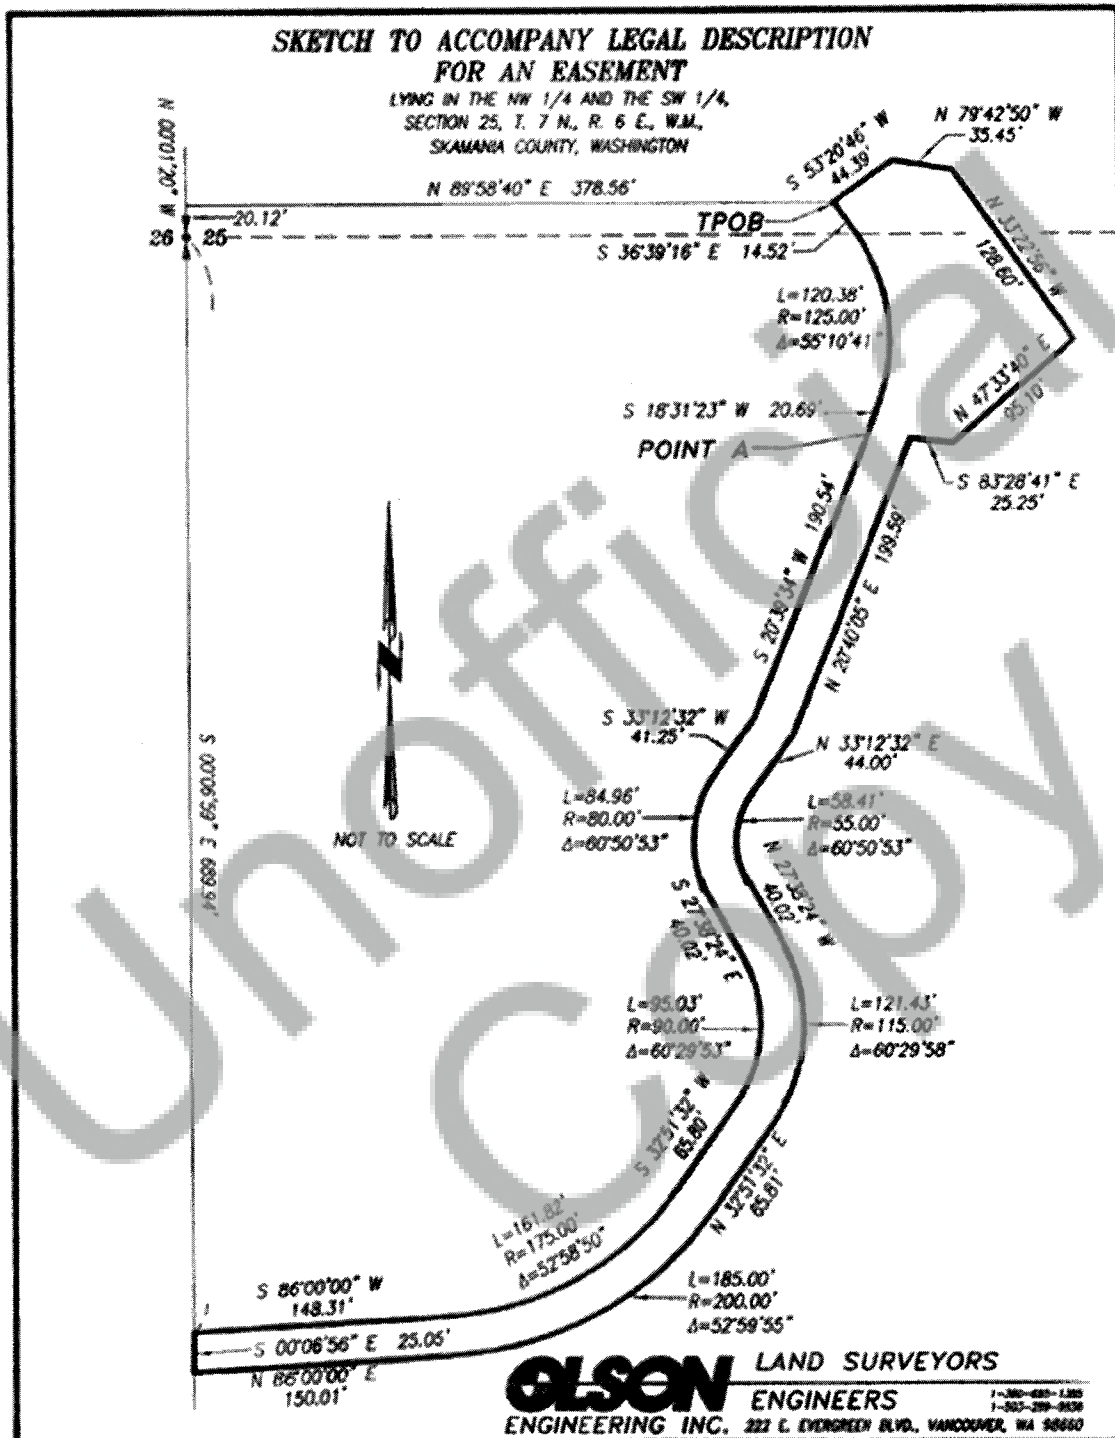 SKETCH TO ACCOMPANY LEGAL DESCRIPTION
FOR AN EASEMENT
LYING IN THE NW 1/4 AND THE SW 1/4,
SECTION 25, T. 7 N., R. 6 E., W.M.,
SKAMANIA COUNTY, WASHINGTON
N 00°01'20" W
20.12'
N 89°58'40" E 378.56'
26 25
S 53°20'46" W
44.39'
N 79°42'50" W
35.45'
TPOB
S 36°39'16" E 14.52'
N 33°22'56" W
128.60'
L=120.38'
R=125.00'
Δ=55°10'41"
N 47°33'40" E
95.10'
S 18°31'23" W 20.69'
POINT A
S 83°28'41" E
25.25'
S 20°39'34" W 190.54'
N 20°40'05" E 199.59'
N
NOT TO SCALE
S 33°12'32" W
41.25'
N 33°12'32" E
44.00'
L=84.96'
R=80.00'
Δ=60°50'53"
L=58.41'
R=55.00'
Δ=60°50'53"
S 27°38'24" E
40.02'
N 27°38'24" W
40.02'
L=95.03'
R=90.00'
Δ=60°29'53"
L=121.43'
R=115.00'
Δ=60°29'58"
S 32°51'32" W
65.80'
N 32°51'32" E
65.81'
L=161.82'
R=175.00'
Δ=52°58'50"
L=185.00'
R=200.00'
Δ=52°59'55"
S 86°00'00" W
148.31'
S 00°06'56" E 25.05'
N 86°00'00" E
150.01'
OLSON
ENGINEERING INC.
LAND SURVEYORS
ENGINEERS
222 E. EVERGREEN BLVD., VANCOUVER, WA 98660
Unofficial
Copy